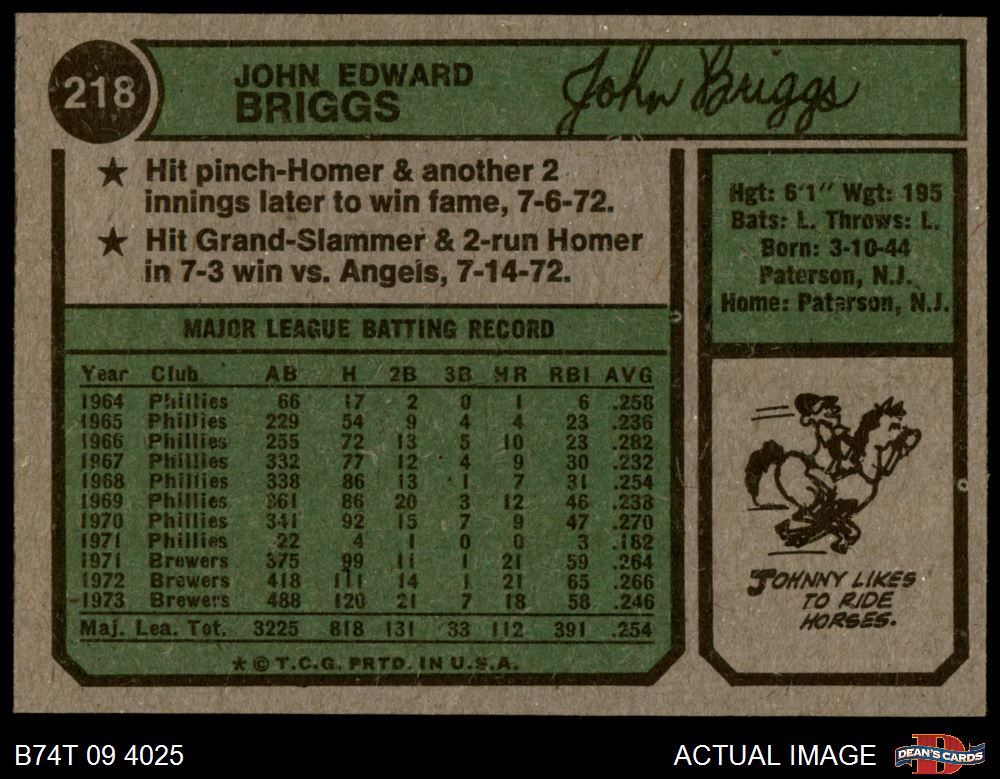 218
JOHN EDWARD
BRIGGS
John Briggs
★ Hit pinch-Homer & another 2
innings later to win fame, 7-6-72.
★ Hit Grand-Slammer & 2-run Homer
in 7-3 win vs. Angels, 7-14-72.
Hgt: 6'1" Wgt: 195
Bats: L. Throws: L.
Born: 3-10-44
Paterson, N.J.
Home: Paterson, N.J.
MAJOR LEAGUE BATTING RECORD
Year Club AB H 2B 3B HR RBI AVG
1964 Phillies 66 17 2 0 1 6 .258
1965 Phillies 229 54 9 4 4 23 .236
1966 Phillies 255 72 13 5 10 23 .282
1967 Phillies 332 77 12 4 9 30 .232
1968 Phillies 338 86 13 1 7 31 .254
1969 Phillies 361 86 20 3 12 46 .238
1970 Phillies 341 92 15 7 9 47 .270
1971 Phillies 22 4 1 0 0 3 .182
1971 Brewers 375 99 11 1 21 59 .264
1972 Brewers 418 111 14 1 21 65 .266
1973 Brewers 488 120 21 7 18 58 .246
Maj. Lea. Tot. 3225 818 131 33 112 391 .254
★ © T.C.G. PRTD. IN U.S.A.
JOHNNY LIKES
TO RIDE
HORSES.
B74T 09 4025
ACTUAL IMAGE
DEAN'S CARDS